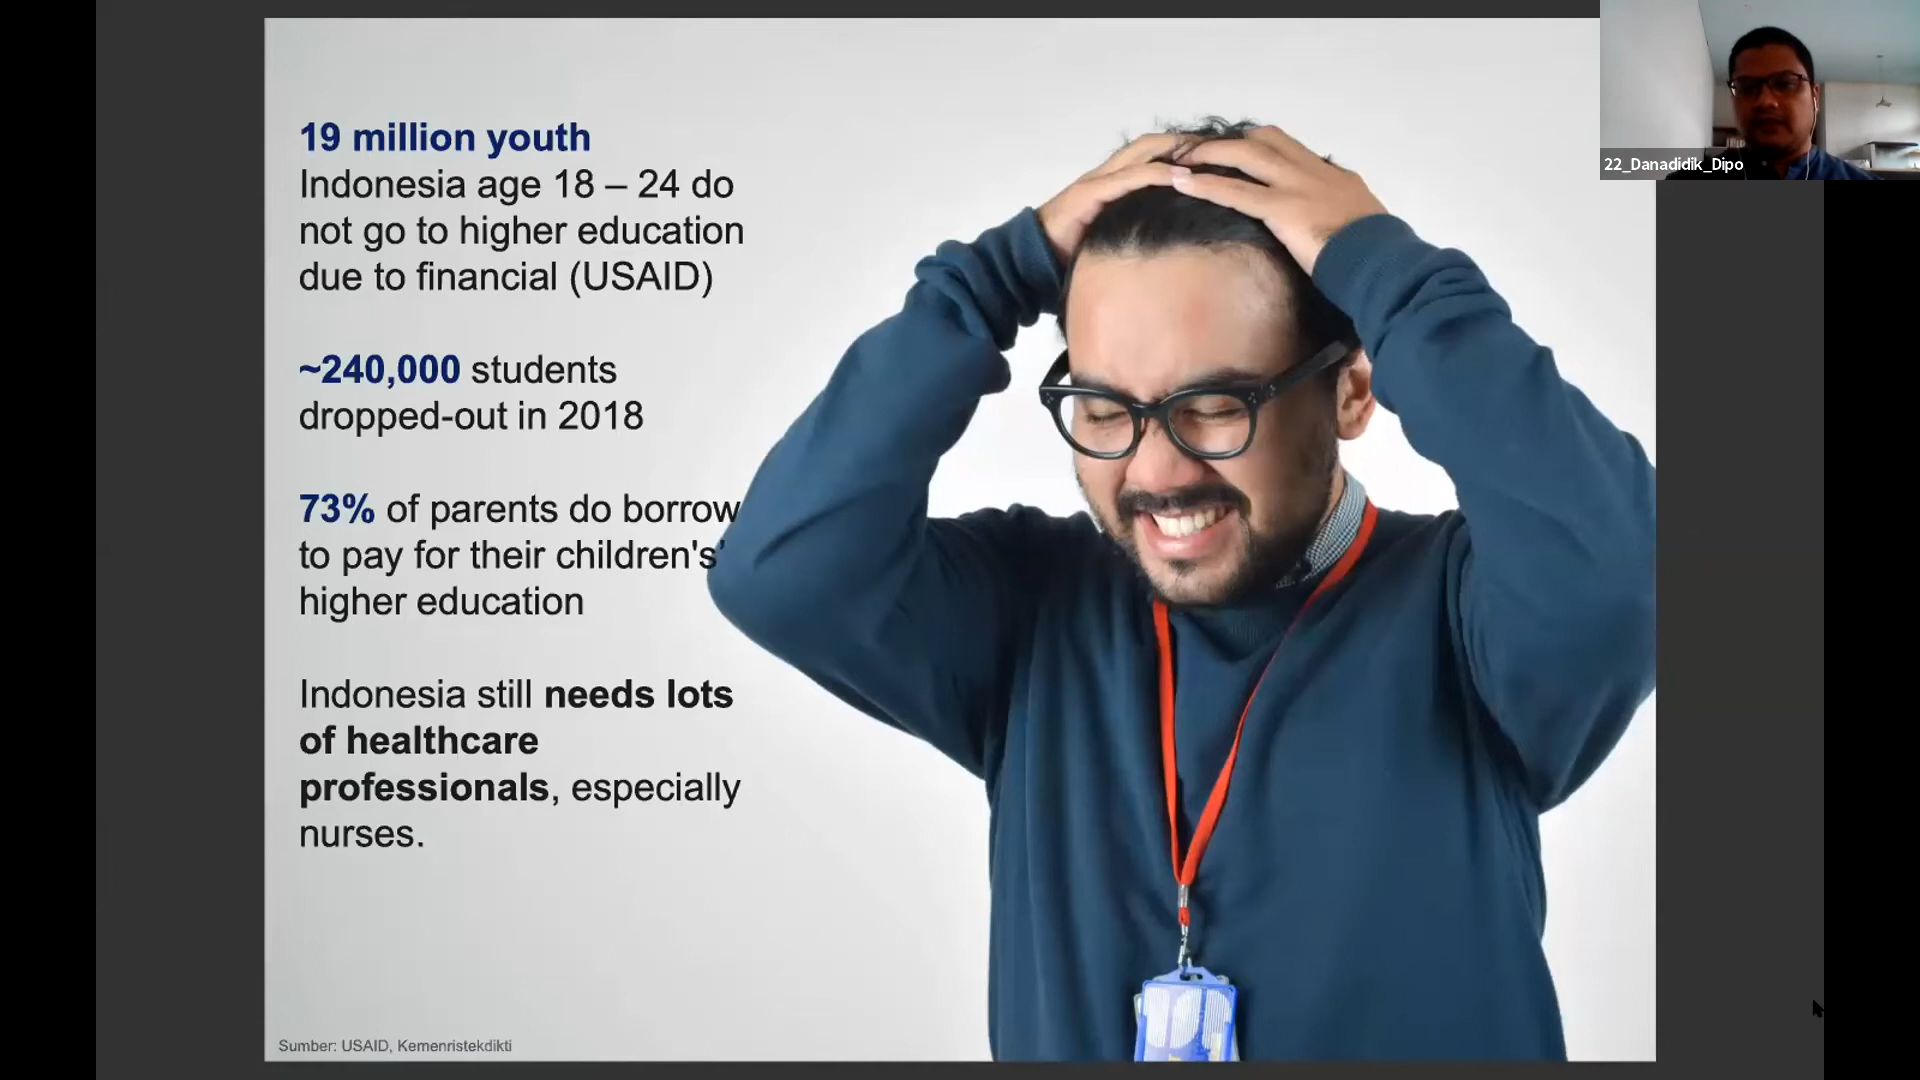 19 million youth
Indonesia age 18 – 24 do
not go to higher education
due to financial (USAID)
~240,000 students
dropped-out in 2018
73% of parents do borrow
to pay for their children's'
higher education
Indonesia still needs lots
of healthcare
professionals, especially
nurses.
Sumber: USAID, Kemenristekdikti
22_Danadidik_Dipo